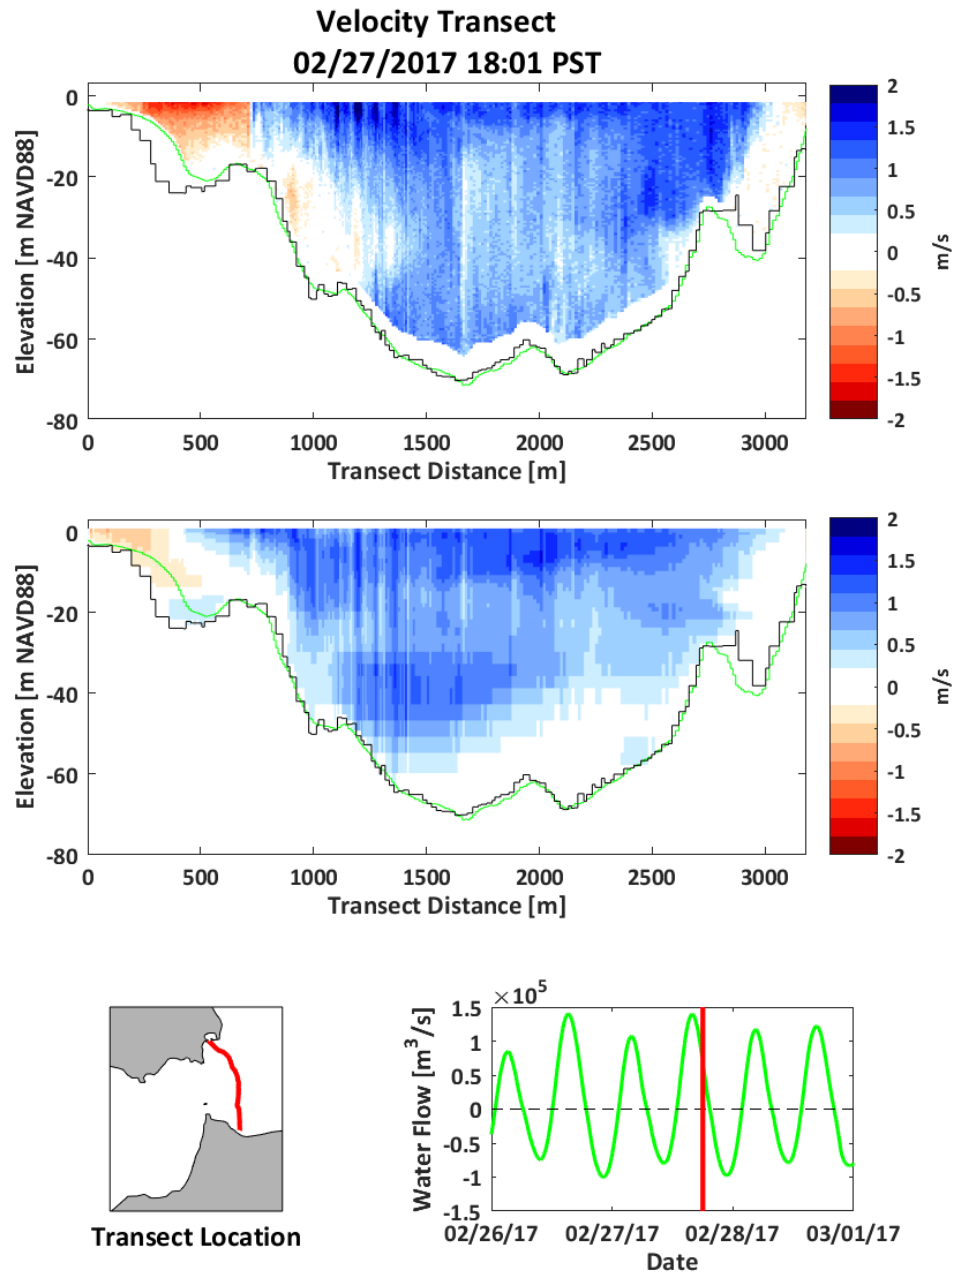 Velocity Transect
02/27/2017 18:01 PST
Elevation [m NAVD88]
0
-20
-40
-60
-80
0 500 1000 1500 2000 2500 3000
Transect Distance [m]
2
1.5
1
0.5
0
-0.5
-1
-1.5
-2
m/s
Elevation [m NAVD88]
0
-20
-40
-60
-80
0 500 1000 1500 2000 2500 3000
Transect Distance [m]
2
1.5
1
0.5
0
-0.5
-1
-1.5
-2
m/s
Transect Location
×10⁵
Water Flow [m³/s]
1.5
1
0.5
0
-0.5
-1
-1.5
02/26/17 02/27/17 02/28/17 03/01/17
Date